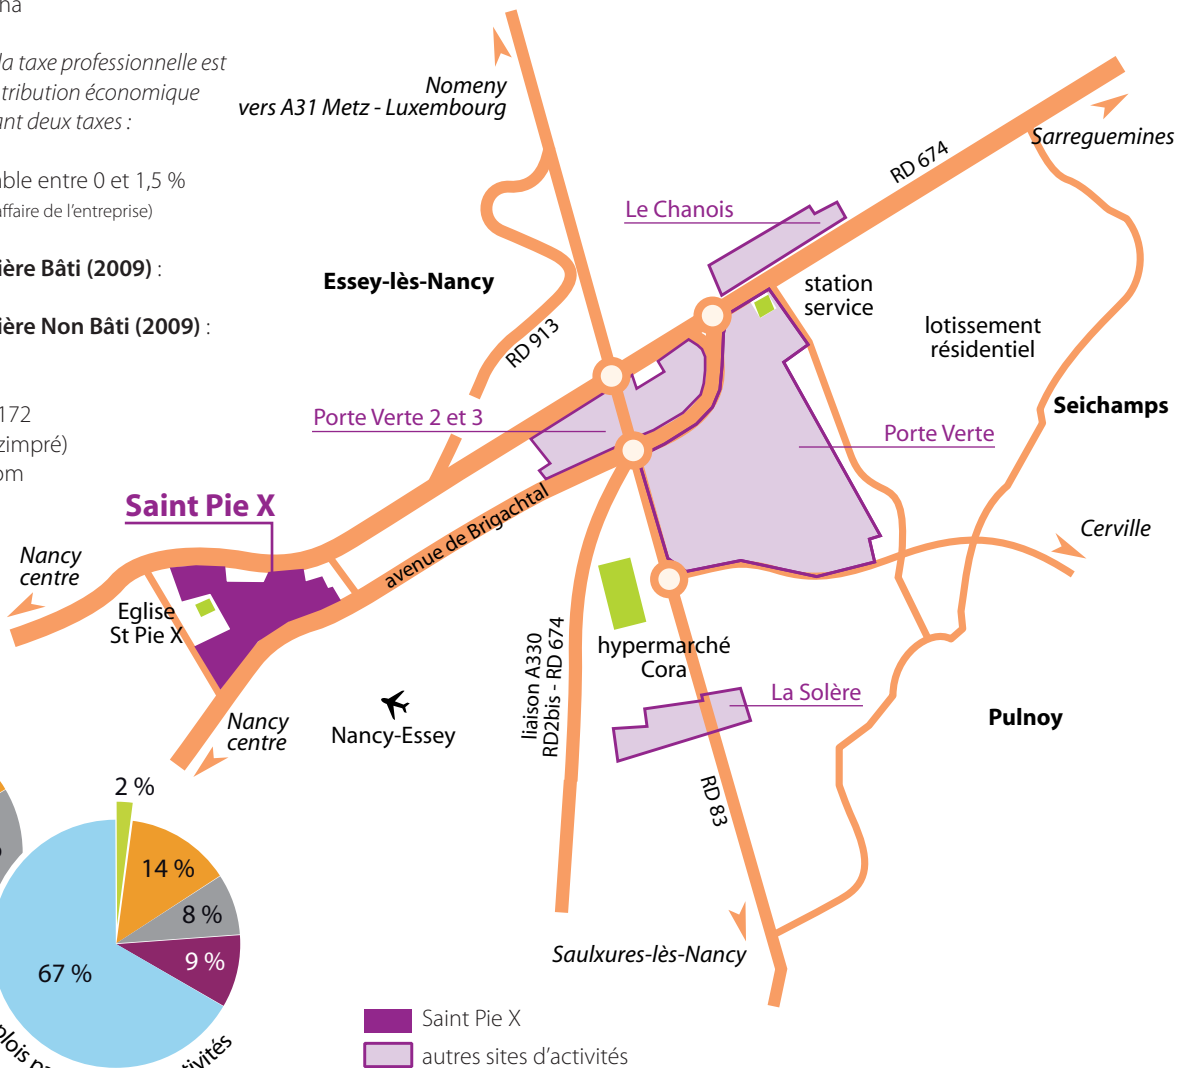 la taxe professionnelle est
tribution économique
ant deux taxes :
able entre 0 et 1,5 %
affaire de l'entreprise)
ière Bâti (2009) :
ière Non Bâti (2009) :
172
zimpré)
om
Nomeny
vers A31 Metz - Luxembourg
Sarreguemines
RD 674
Le Chanois
station
service
Essey-lès-Nancy
lotissement
résidentiel
RD 913
Seichamps
Porte Verte 2 et 3
Porte Verte
Saint Pie X
Cerville
avenue de Brigachtal
Nancy
centre
Eglise
St Pie X
hypermarché
Cora
liaison A330
RD2bis - RD 674
La Solère
Nancy
centre
Nancy-Essey
Pulnoy
RD 83
Saulxures-lès-Nancy
2 %
14 %
8 %
9 %
67 %
Saint Pie X
autres sites d'activités